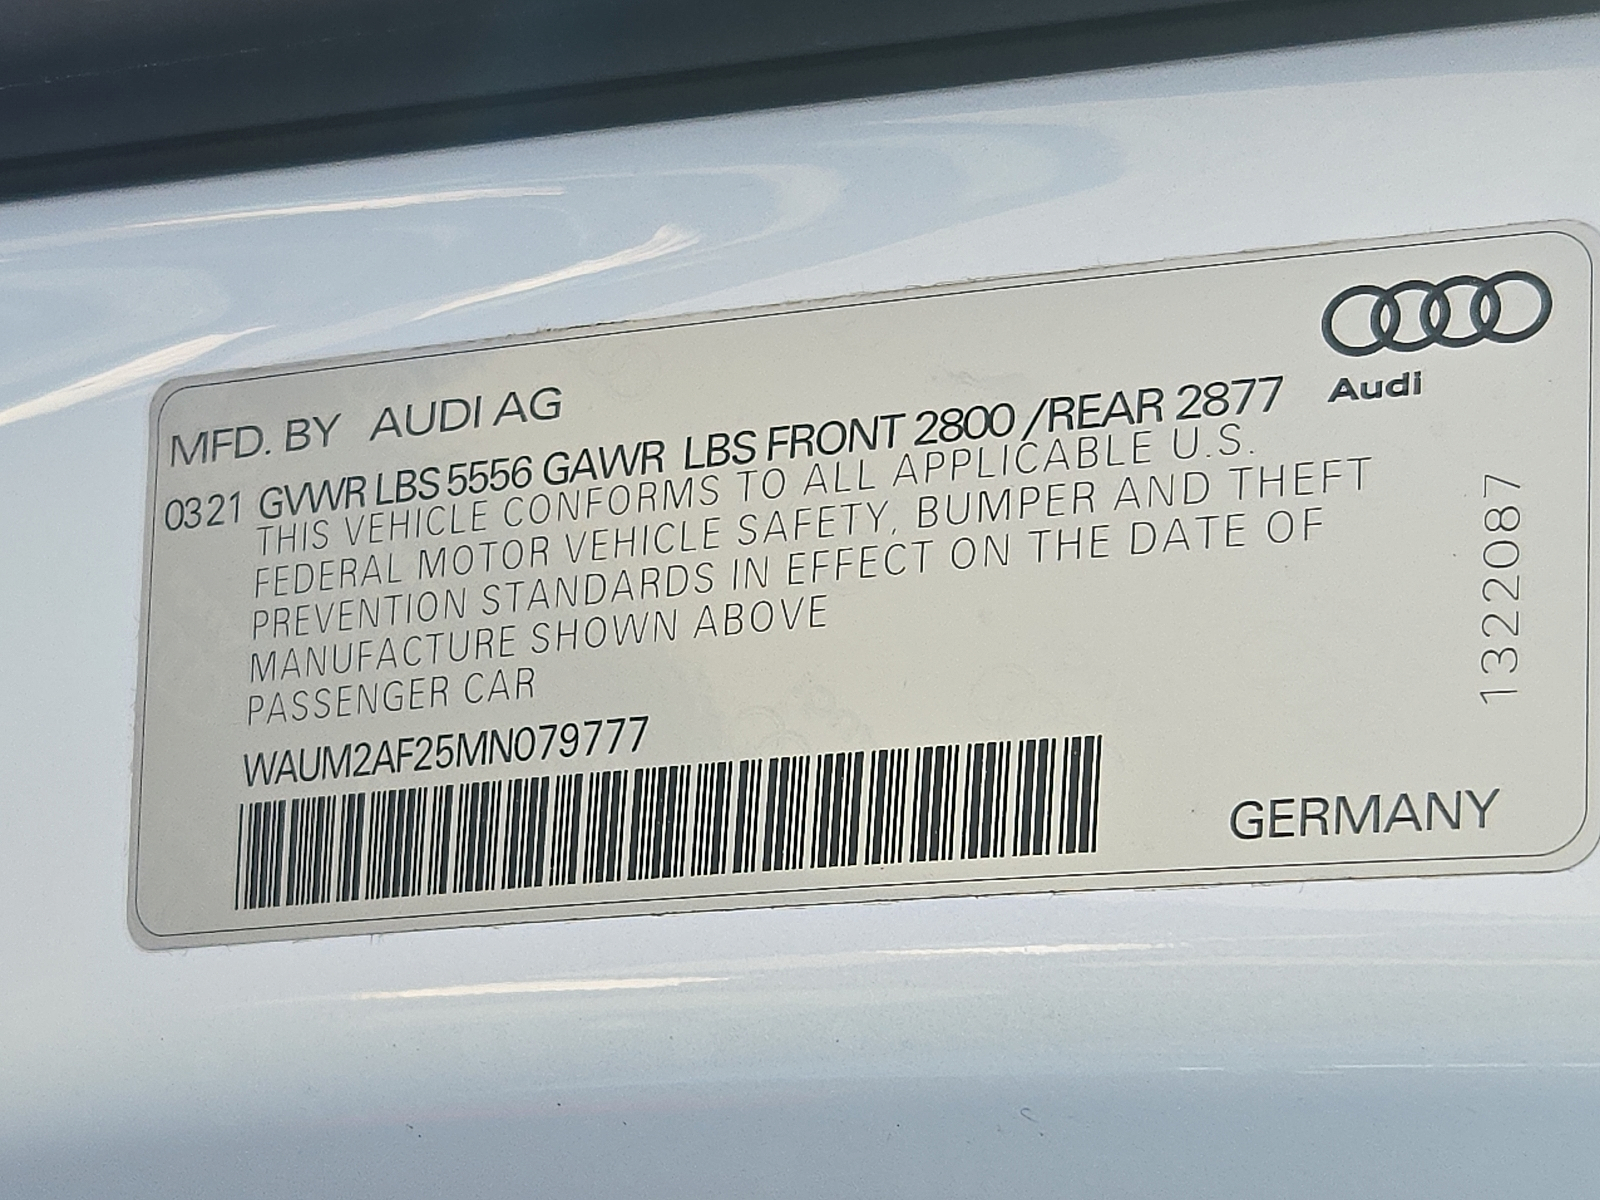 MFD. BY AUDI AG
Audi
0321 GVWR LBS 5556 GAWR LBS FRONT 2800 /REAR 2877
THIS VEHICLE CONFORMS TO ALL APPLICABLE U.S.
FEDERAL MOTOR VEHICLE SAFETY, BUMPER AND THEFT
PREVENTION STANDARDS IN EFFECT ON THE DATE OF
MANUFACTURE SHOWN ABOVE
PASSENGER CAR
WAUM2AF25MN079777
1322087
GERMANY